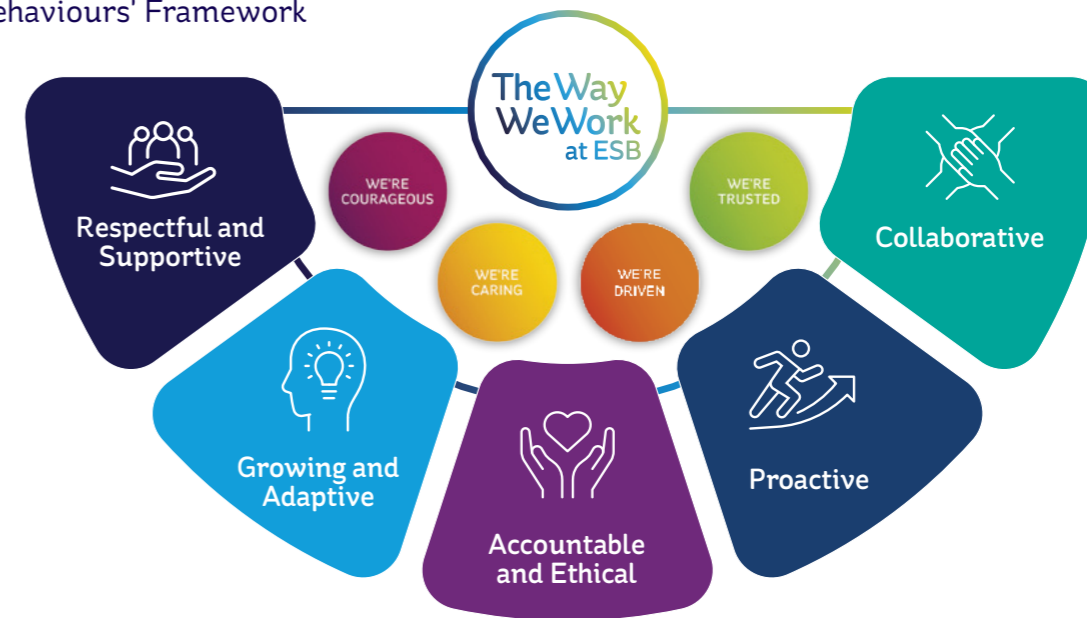 ehaviours' Framework
The Way
We Work
at ESB
WE'RE
COURAGEOUS
WE'RE
TRUSTED
WE'RE
CARING
WE'RE
DRIVEN
Respectful and
Supportive
Collaborative
Growing and
Adaptive
Proactive
Accountable
and Ethical